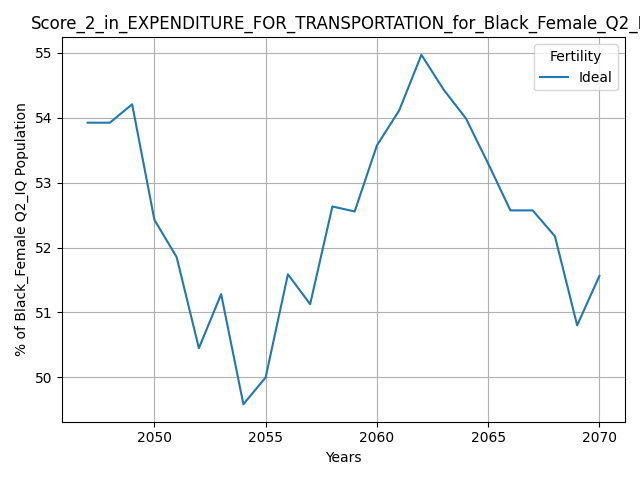 Score_2_in_EXPENDITURE_FOR_TRANSPORTATION_for_Black_Female_Q2_I
Fertility
Ideal
% of Black_Female Q2_IQ Population
55
54
53
52
51
50
2050
2055
2060
2065
2070
Years